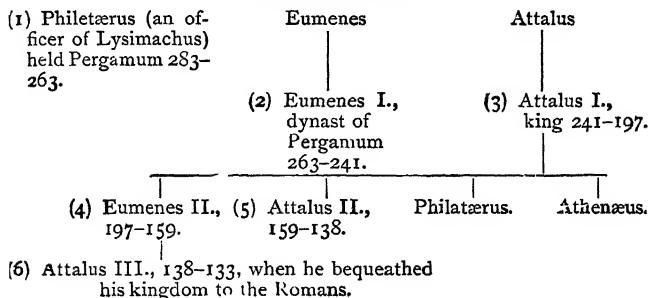 (1) Philetærus (an of-
ficer of Lysimachus)
held Pergamum 283–
263.
Eumenes
Attalus
(2) Eumenes I.,
dynast of
Pergamum
263–241.
(3) Attalus I.,
king 241–197.
(4) Eumenes II.,
197–159.
(5) Attalus II.,
159–138.
Philatærus.
Athenæus.
(6) Attalus III., 138–133, when he bequeathed
his kingdom to the Romans.